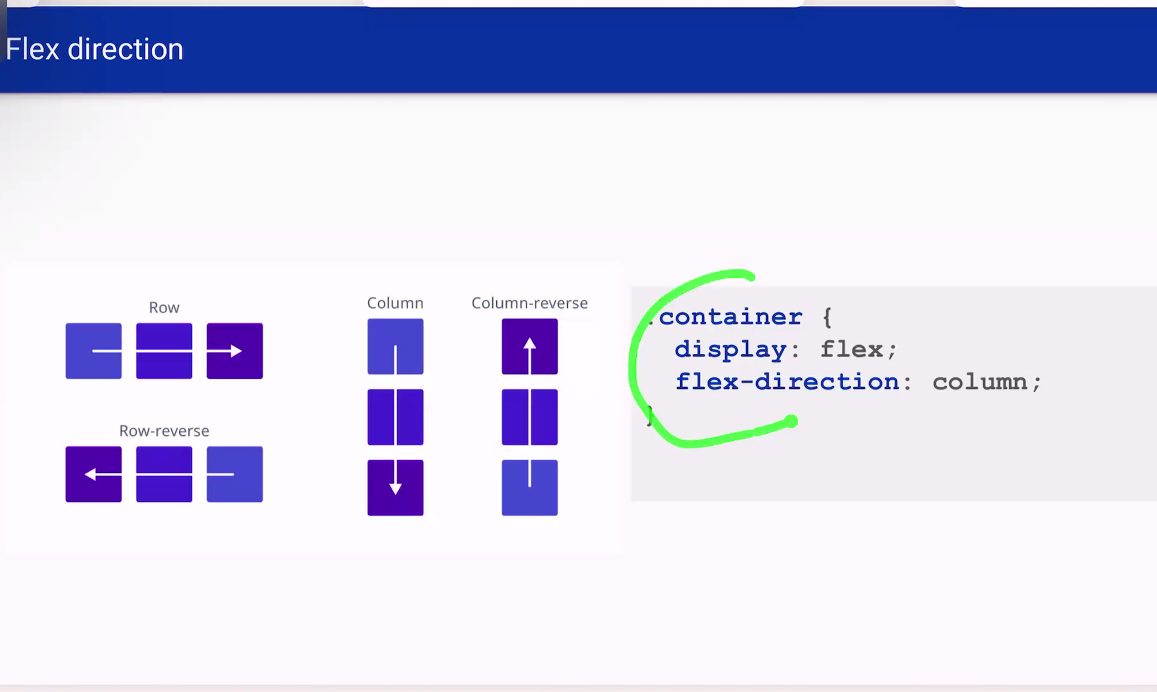 Flex direction
Row
Row-reverse
Column
Column-reverse
.container {
display: flex;
flex-direction: column;
}